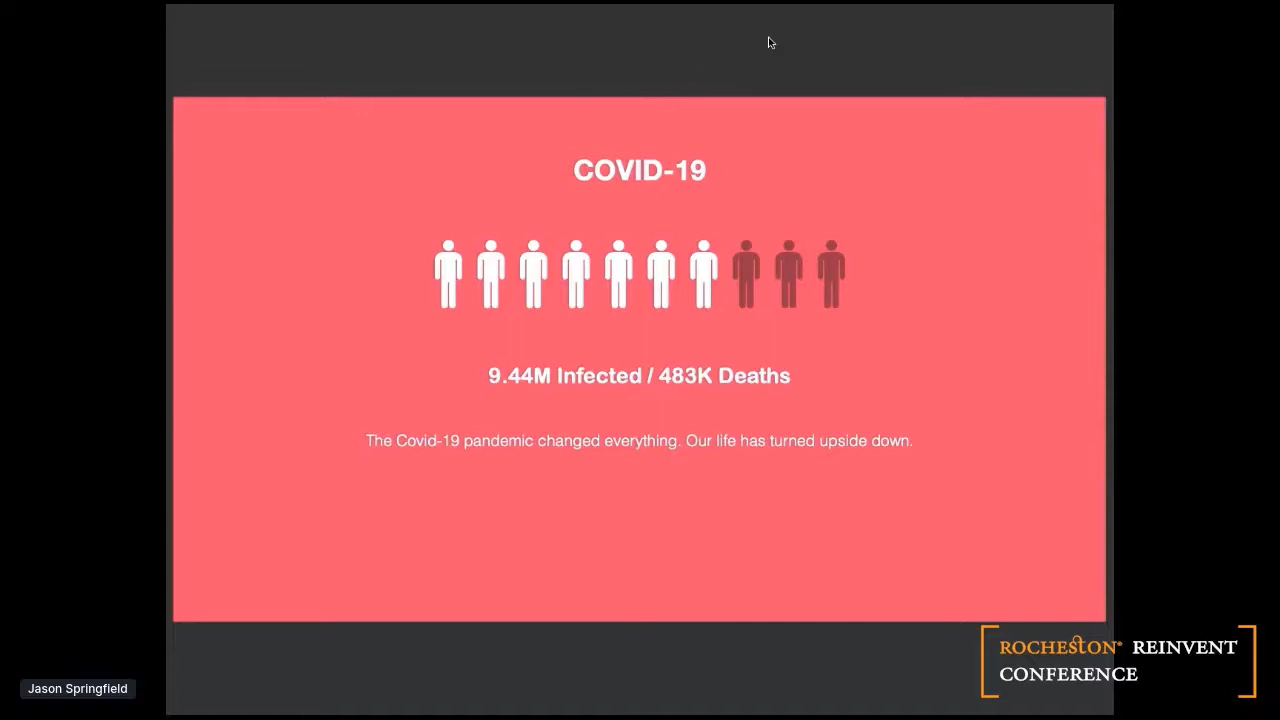 COVID-19
9.44M Infected / 483K Deaths
The Covid-19 pandemic changed everything. Our life has turned upside down.
ROCHESTON® REINVENT
CONFERENCE
Jason Springfield